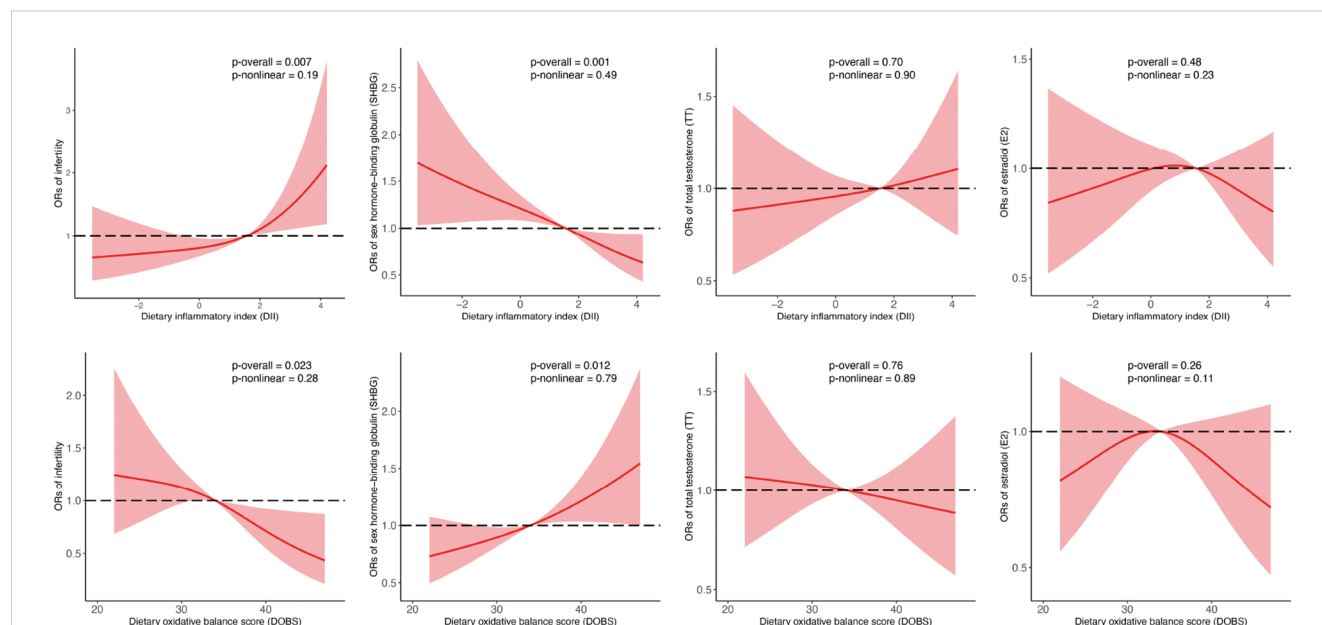 p-overall = 0.007
p-nonlinear = 0.19
ORs of infertility
3
2
1
−2
0
2
4
Dietary inflammatory index (DII)
p-overall = 0.001
p-nonlinear = 0.49
ORs of sex hormone−binding globulin (SHBG)
2.5
2.0
1.5
1.0
0.5
−2
0
2
4
Dietary inflammatory index (DII)
p-overall = 0.70
p-nonlinear = 0.90
ORs of total testosterone (TT)
1.5
1.0
0.5
−2
0
2
4
Dietary inflammatory index (DII)
p-overall = 0.48
p-nonlinear = 0.23
ORs of estradiol (E2)
1.5
1.0
0.5
−2
0
2
4
Dietary inflammatory index (DII)
p-overall = 0.023
p-nonlinear = 0.28
ORs of infertility
2.0
1.5
1.0
0.5
20
30
40
Dietary oxidative balance score (DOBS)
p-overall = 0.012
p-nonlinear = 0.79
ORs of sex hormone−binding globulin (SHBG)
2.0
1.5
1.0
0.5
20
30
40
Dietary oxidative balance score (DOBS)
p-overall = 0.76
p-nonlinear = 0.89
ORs of total testosterone (TT)
1.5
1.0
0.5
20
30
40
Dietary oxidative balance score (DOBS)
p-overall = 0.26
p-nonlinear = 0.11
ORs of astradiol (E2)
1.0
0.5
20
30
40
Dietary oxidative balance score (DOBS)